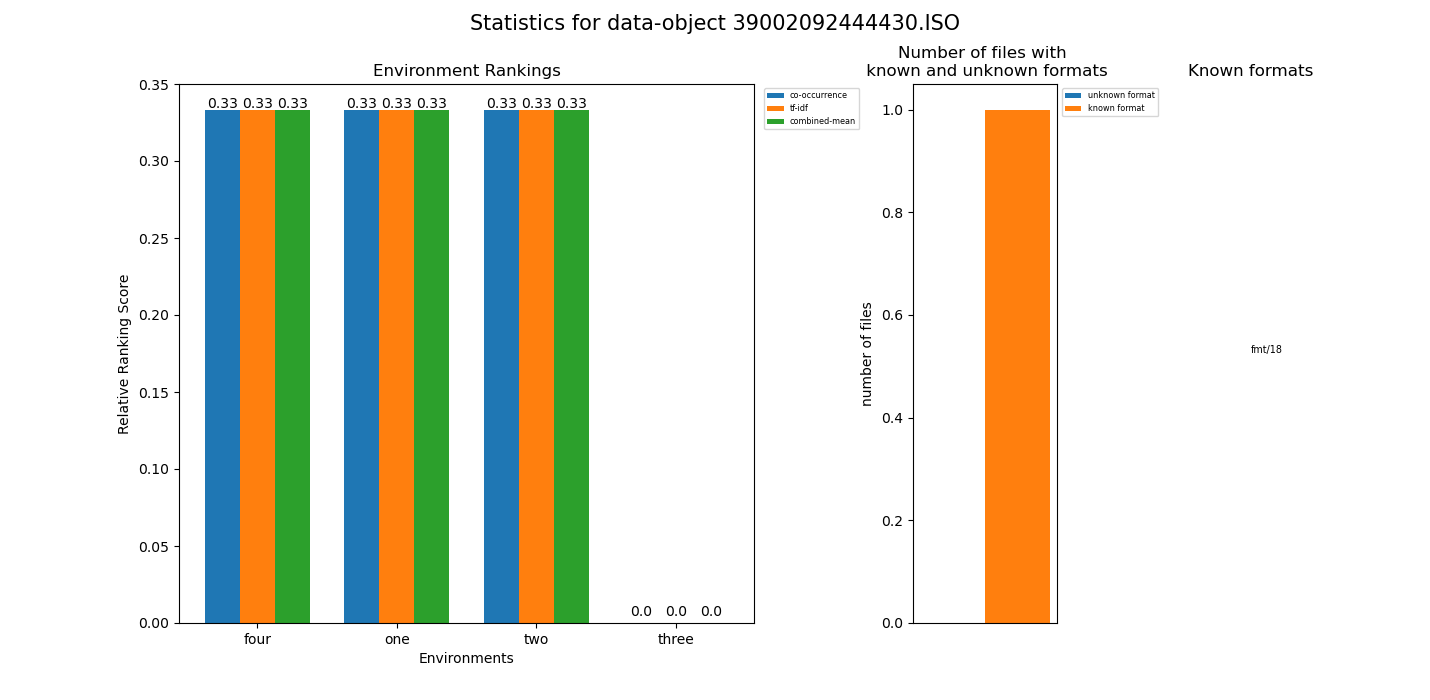 Statistics for data-object 39002092444430.ISO
Environment Rankings
0.35
0.30
0.25
0.20
0.15
0.10
0.05
0.00
Relative Ranking Score
0.33 0.33 0.33
0.33 0.33 0.33
0.33 0.33 0.33
0.0 0.0 0.0
four
one
two
three
Environments
co-occurrence
tf-idf
combined-mean
Number of files with
known and unknown formats
1.0
0.8
0.6
0.4
0.2
0.0
number of files
unknown format
known format
Known formats
fmt/18